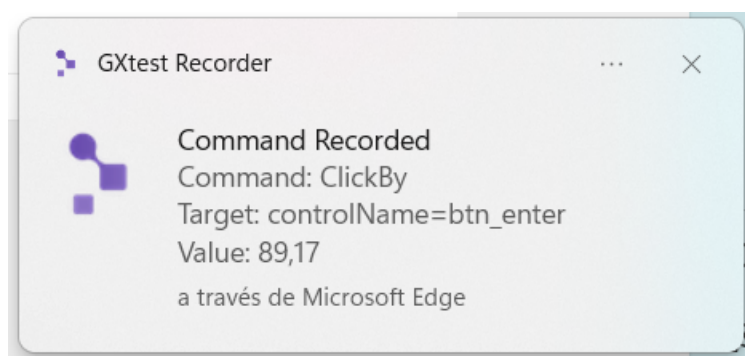 GXtest Recorder
Command Recorded
Command: ClickBy
Target: controlName=btn_enter
Value: 89,17
a través de Microsoft Edge